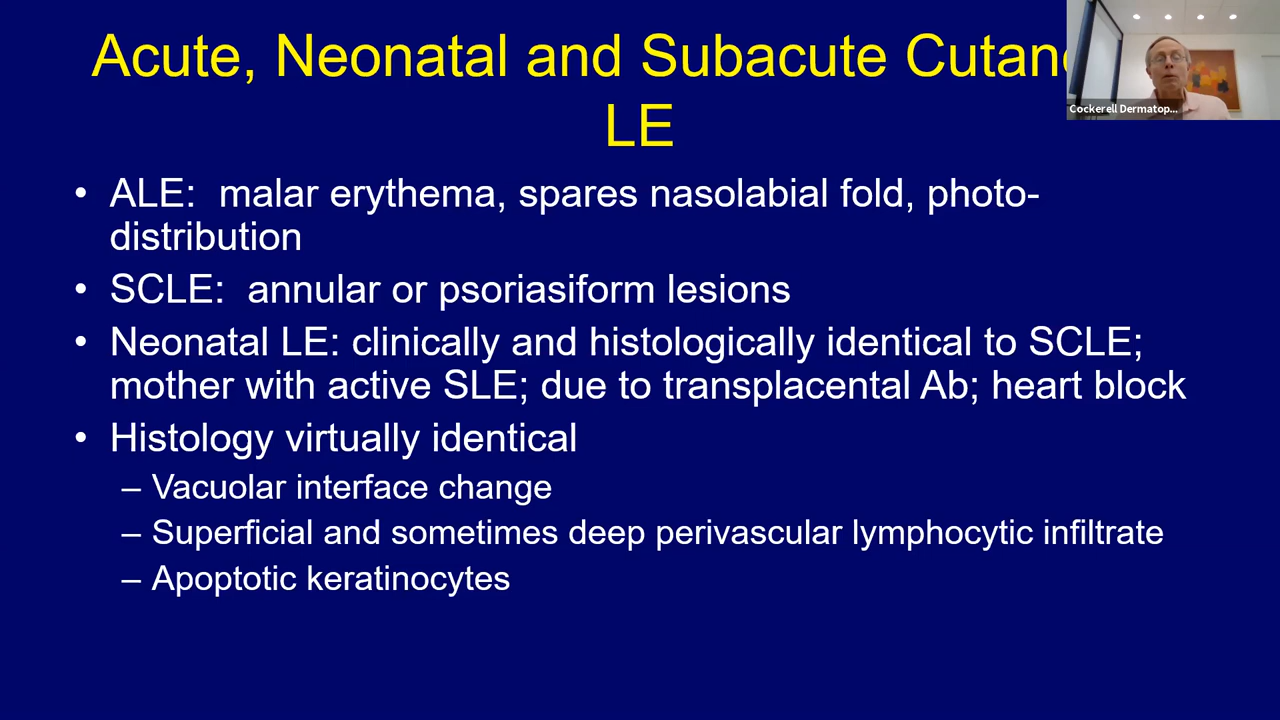 Acute, Neonatal and Subacute
LE
Cockerell Dermatop...
• ALE: malar erythema, spares nasolabial fold, photo-
distribution
• SCLE: annular or psoriasiform lesions
• Neonatal LE: clinically and histologically identical to SCLE;
mother with active SLE; due to transplacental Ab; heart block
• Histology virtually identical
– Vacuolar interface change
– Superficial and sometimes deep perivascular lymphocytic infiltrate
– Apoptotic keratinocytes